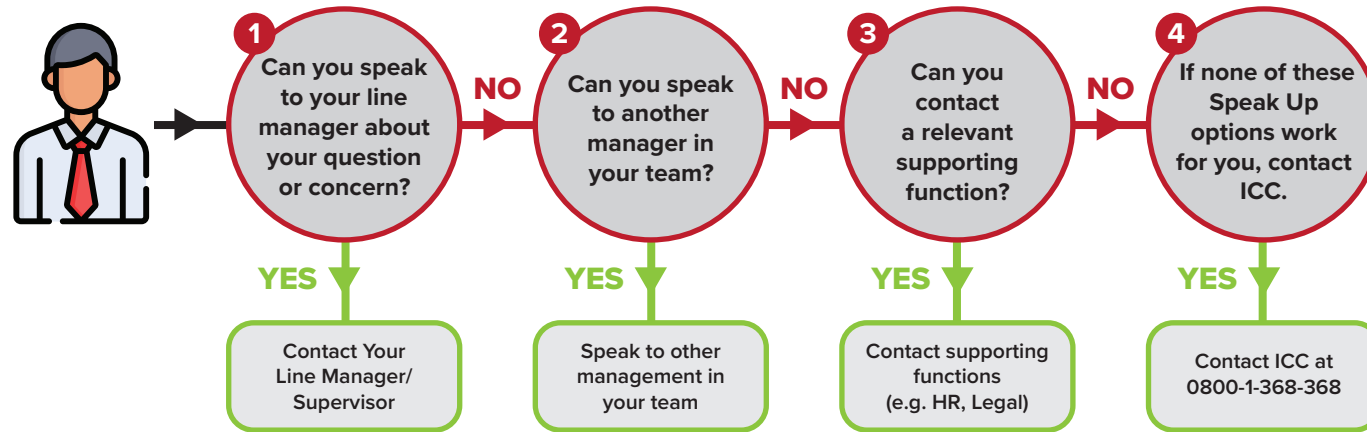 1
Can you speak
to your line
manager about
your question
or concern?
NO
2
Can you speak
to another
manager in
your team?
NO
3
Can you
contact
a relevant
supporting
function?
NO
4
If none of these
Speak Up
options work
for you, contact
ICC.
YES
Contact Your
Line Manager/
Supervisor
YES
Speak to other
management in
your team
YES
Contact supporting
functions
(e.g. HR, Legal)
YES
Contact ICC at
0800-1-368-368